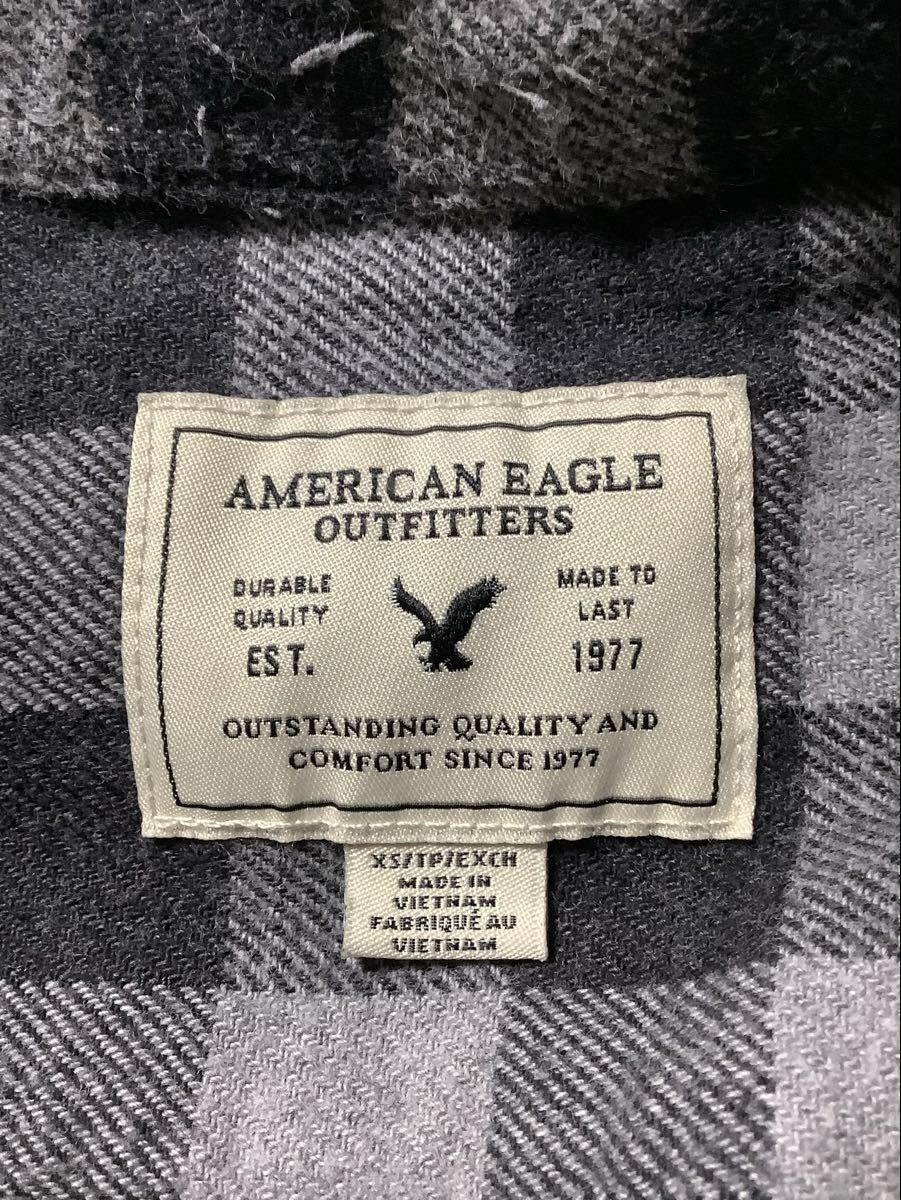 AMERICAN EAGLE
OUTFITTERS
DURABLE
QUALITY
EST.
MADE TO
LAST
1977
OUTSTANDING QUALITY AND
COMFORT SINCE 1977
XS/TP/EXCH
MADE IN
VIETNAM
FABRIQUÉ AU
VIETNAM